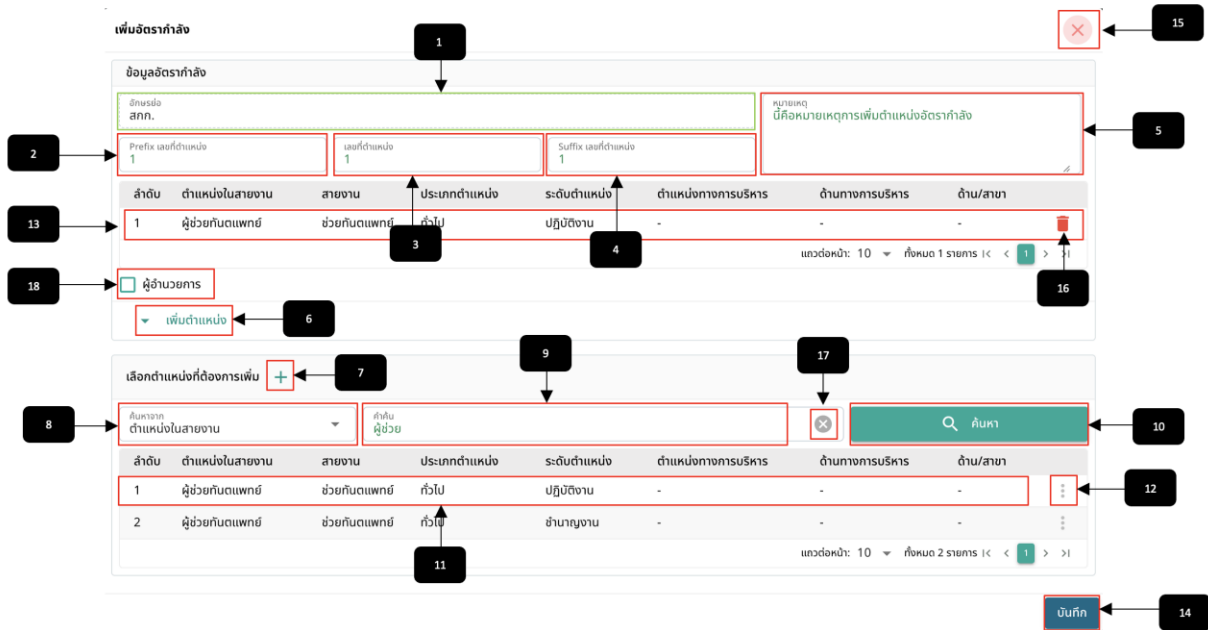 15
เพิ่มอัตรากำลัง
1
ข้อมูลอัตรากำลัง
อักษรย่อ
สกก.
หมายเหตุ
นี่คือหมายเหตุการเพิ่มตำแหน่งอัตรากำลัง
5
2
Prefix เลขที่ตำแหน่ง
1
เลขที่ตำแหน่ง
1
Suffix เลขที่ตำแหน่ง
1
ลำดับ ตำแหน่งในสายงาน สายงาน ประเภทตำแหน่ง ระดับตำแหน่ง ตำแหน่งทางการบริหาร ด้านทางการบริหาร ด้าน/สาขา
13
1 ผู้ช่วยทันตแพทย์ ช่วยทันตแพทย์ ทั่วไป ปฏิบัติงาน - - -
3
4
แถวต่อหน้า: 10 ทั้งหมด 1 รายการ 1
18
ผู้อำนวยการ
16
เพิ่มตำแหน่ง
6
9
17
เลือกตำแหน่งที่ต้องการเพิ่ม +
7
8
ค้นหาจาก
ตำแหน่งในสายงาน
คำค้น
ผู้ช่วย
ค้นหา
10
ลำดับ ตำแหน่งในสายงาน สายงาน ประเภทตำแหน่ง ระดับตำแหน่ง ตำแหน่งทางการบริหาร ด้านทางการบริหาร ด้าน/สาขา
1 ผู้ช่วยทันตแพทย์ ช่วยทันตแพทย์ ทั่วไป ปฏิบัติงาน - - -
12
2 ผู้ช่วยทันตแพทย์ ช่วยทันตแพทย์ ทั่วไป ชำนาญงาน - - -
แถวต่อหน้า: 10 ทั้งหมด 2 รายการ 1
11
บันทึก
14